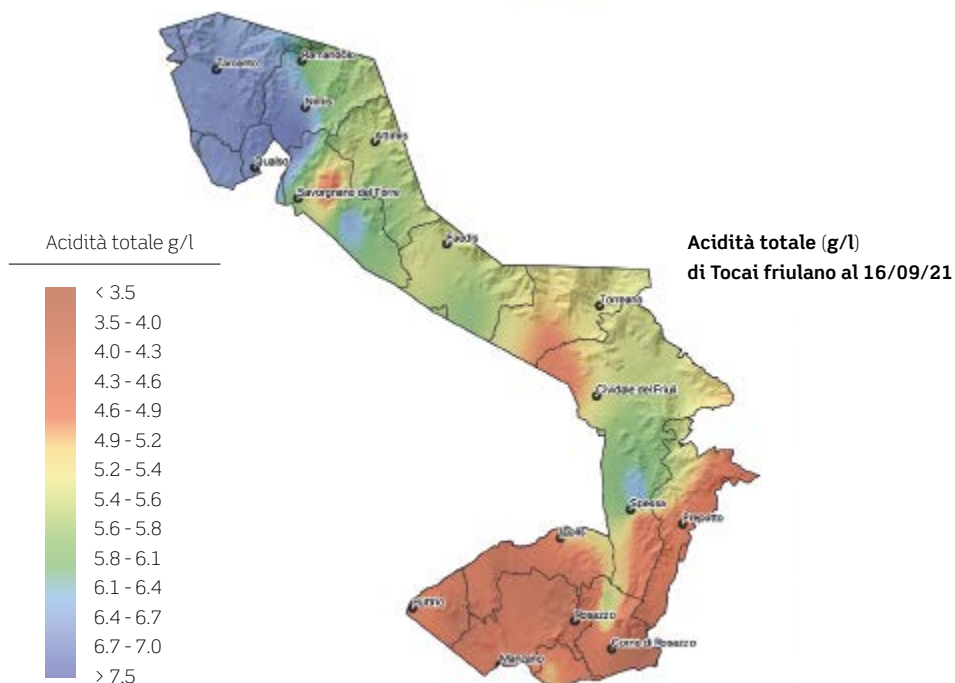 Ramandolo
Tarcento
Nimis
Attimis
Qualso
Savorgnano del Torre
Faedis
Acidità totale g/l
Acidità totale (g/l)
di Tocai friulano al 16/09/21
< 3.5
3.5 - 4.0
4.0 - 4.3
4.3 - 4.6
4.6 - 4.9
4.9 - 5.2
5.2 - 5.4
5.4 - 5.6
5.6 - 5.8
5.8 - 6.1
6.1 - 6.4
6.4 - 6.7
6.7 - 7.0
> 7.5
Torreano
Cividale del Friuli
Spessa
Prepotto
Buttrio
Rosazzo
Corno di Rosazzo
Manzano